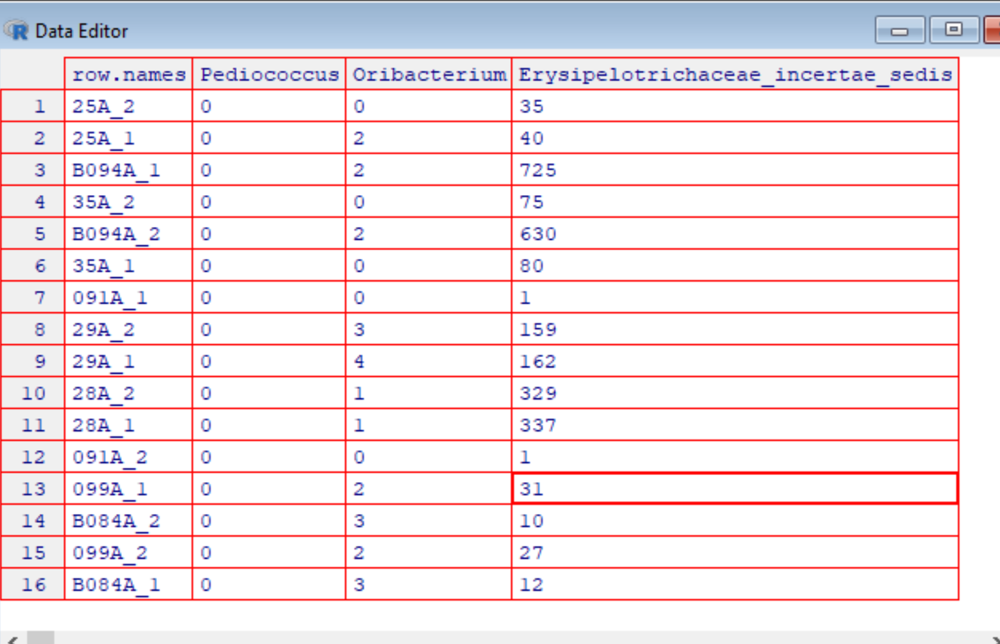 R Data Editor
row.names Pediococcus Oribacterium Erysipelotrichaceae_incertae_sedis
1 25A_2 0 0 35
2 25A_1 0 2 40
3 B094A_1 0 2 725
4 35A_2 0 0 75
5 B094A_2 0 2 630
6 35A_1 0 0 80
7 091A_1 0 0 1
8 29A_2 0 3 159
9 29A_1 0 4 162
10 28A_2 0 1 329
11 28A_1 0 1 337
12 091A_2 0 0 1
13 099A_1 0 2 31
14 B084A_2 0 3 10
15 099A_2 0 2 27
16 B084A_1 0 3 12